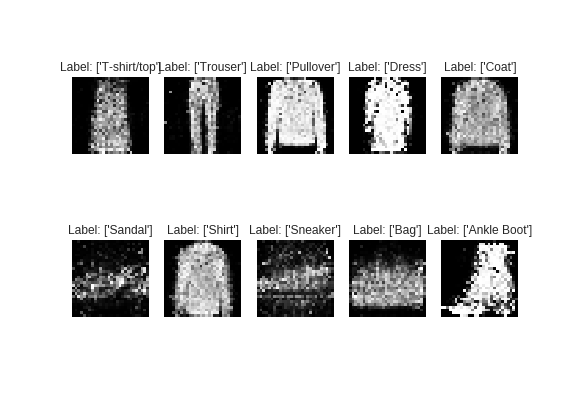 Label: ['T-shirt/top'] Label: ['Trouser'] Label: ['Pullover'] Label: ['Dress'] Label: ['Coat']
Label: ['Sandal'] Label: ['Shirt'] Label: ['Sneaker'] Label: ['Bag'] Label: ['Ankle Boot']